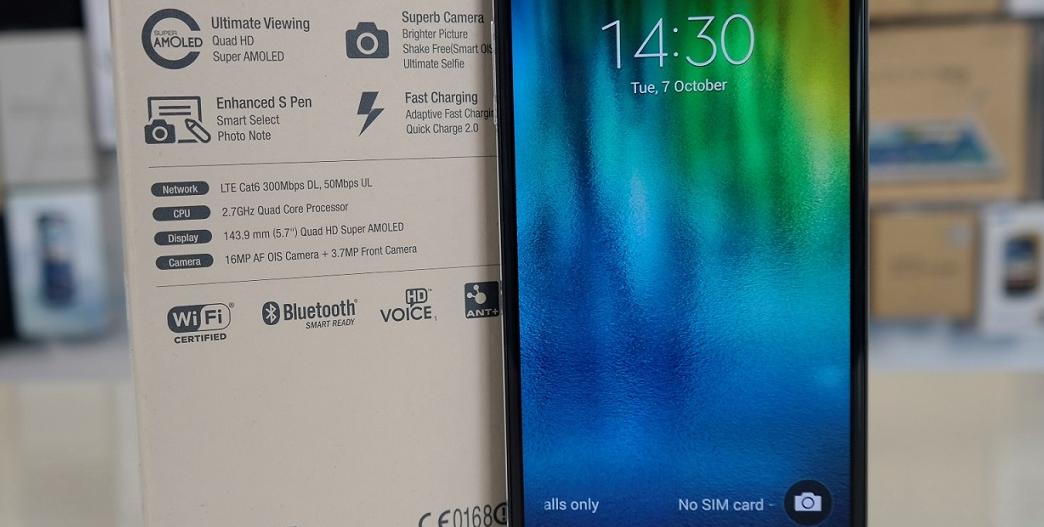 SUPER
AMOLED
Ultimate Viewing
Quad HD
Super AMOLED
Superb Camera
Brighter Picture
Shake Free(Smart OIS
Ultimate Selfie
Enhanced S Pen
Smart Select
Photo Note
Fast Charging
Adaptive Fast Chargin
Quick Charge 2.0
Network LTE Cat6 300Mbps DL, 50Mbps UL
CPU 2.7GHz Quad Core Processor
Display 143.9 mm (5.7") Quad HD Super AMOLED
Camera 16MP AF OIS Camera + 3.7MP Front Camera
Wi Fi ®
CERTIFIED
Bluetooth®
SMART READY
HD™
VOICE
ANT+
CE0168
14:30
Tue, 7 October
alls only
No SIM card -